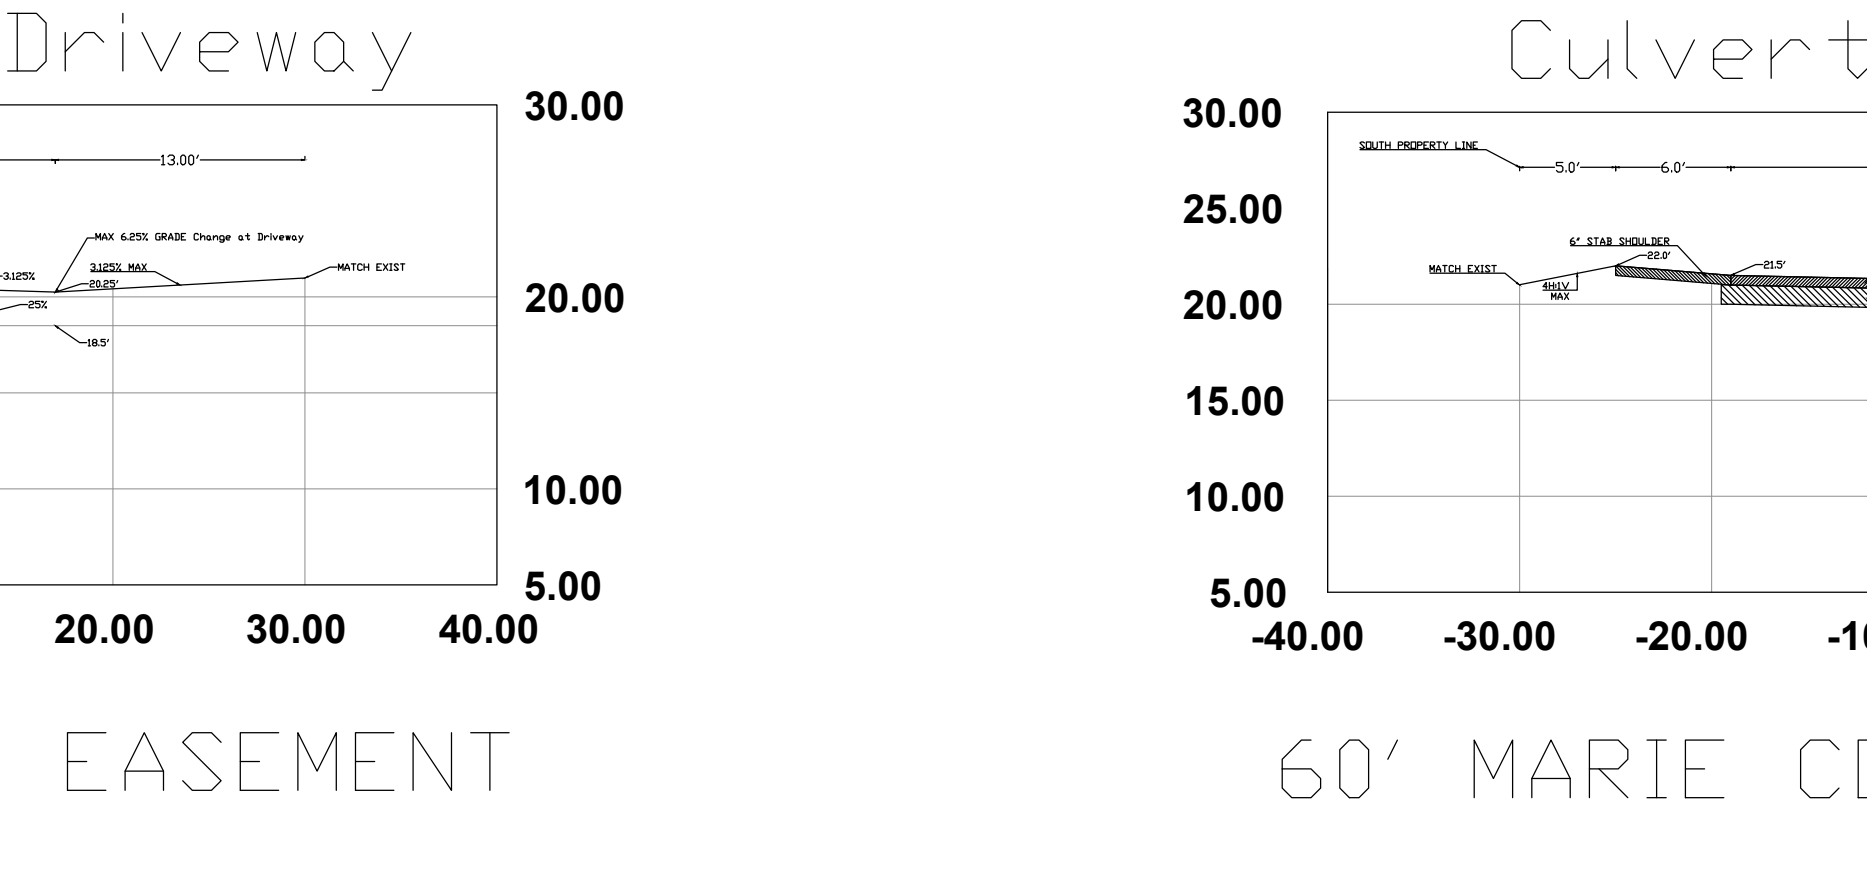 Driveway
30.00
13.00'
MAX 6.25% GRADE Change at Driveway
3.125%
3.125% MAX
MATCH EXIST
20.25'
20.00
25%
18.5'
10.00
5.00
20.00 30.00 40.00
EASEMENT
Culvert
30.00
SOUTH PROPERTY LINE
5.0' 6.0'
25.00
6" STAB SHOULDER
22.0'
21.5'
MATCH EXIST
4H:1V
MAX
20.00
15.00
10.00
5.00
-40.00 -30.00 -20.00
60' MARIE